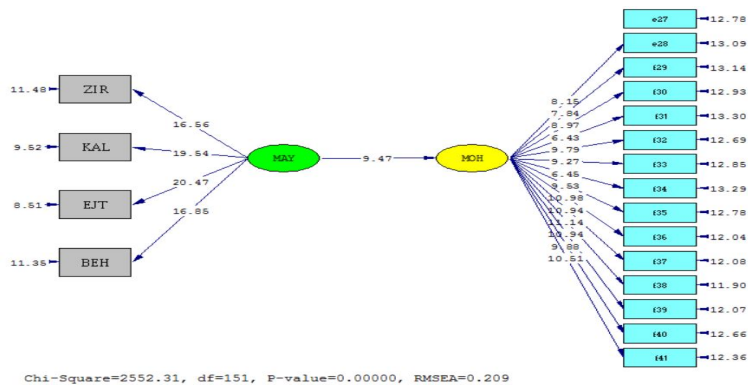 e27 12.78
e28 13.09
f29 13.14
f30 12.93
f31 13.30
f32 12.69
f33 12.85
f34 13.29
f35 12.78
f36 12.04
f37 12.08
f38 11.90
f39 12.07
f40 12.66
f41 12.36
11.48 ZIR
9.52 KAL
8.51 EJT
11.35 BEH
16.56
19.54
20.47
16.85
MAY
9.47
MOH
8.15
7.84
8.97
6.43
9.79
9.27
6.45
9.53
10.98
10.94
11.14
10.94
9.88
10.51
Chi-Square=2552.31, df=151, P-value=0.00000, RMSEA=0.209